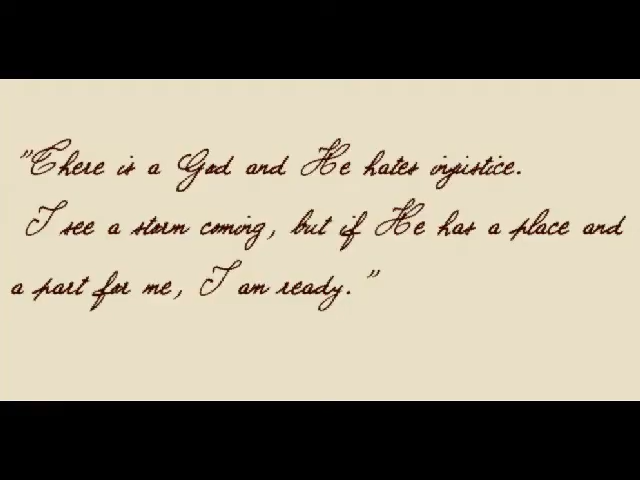 "There is a God and He hates injustice.
I see a storm coming, but if He has a place and
a part for me, I am ready."